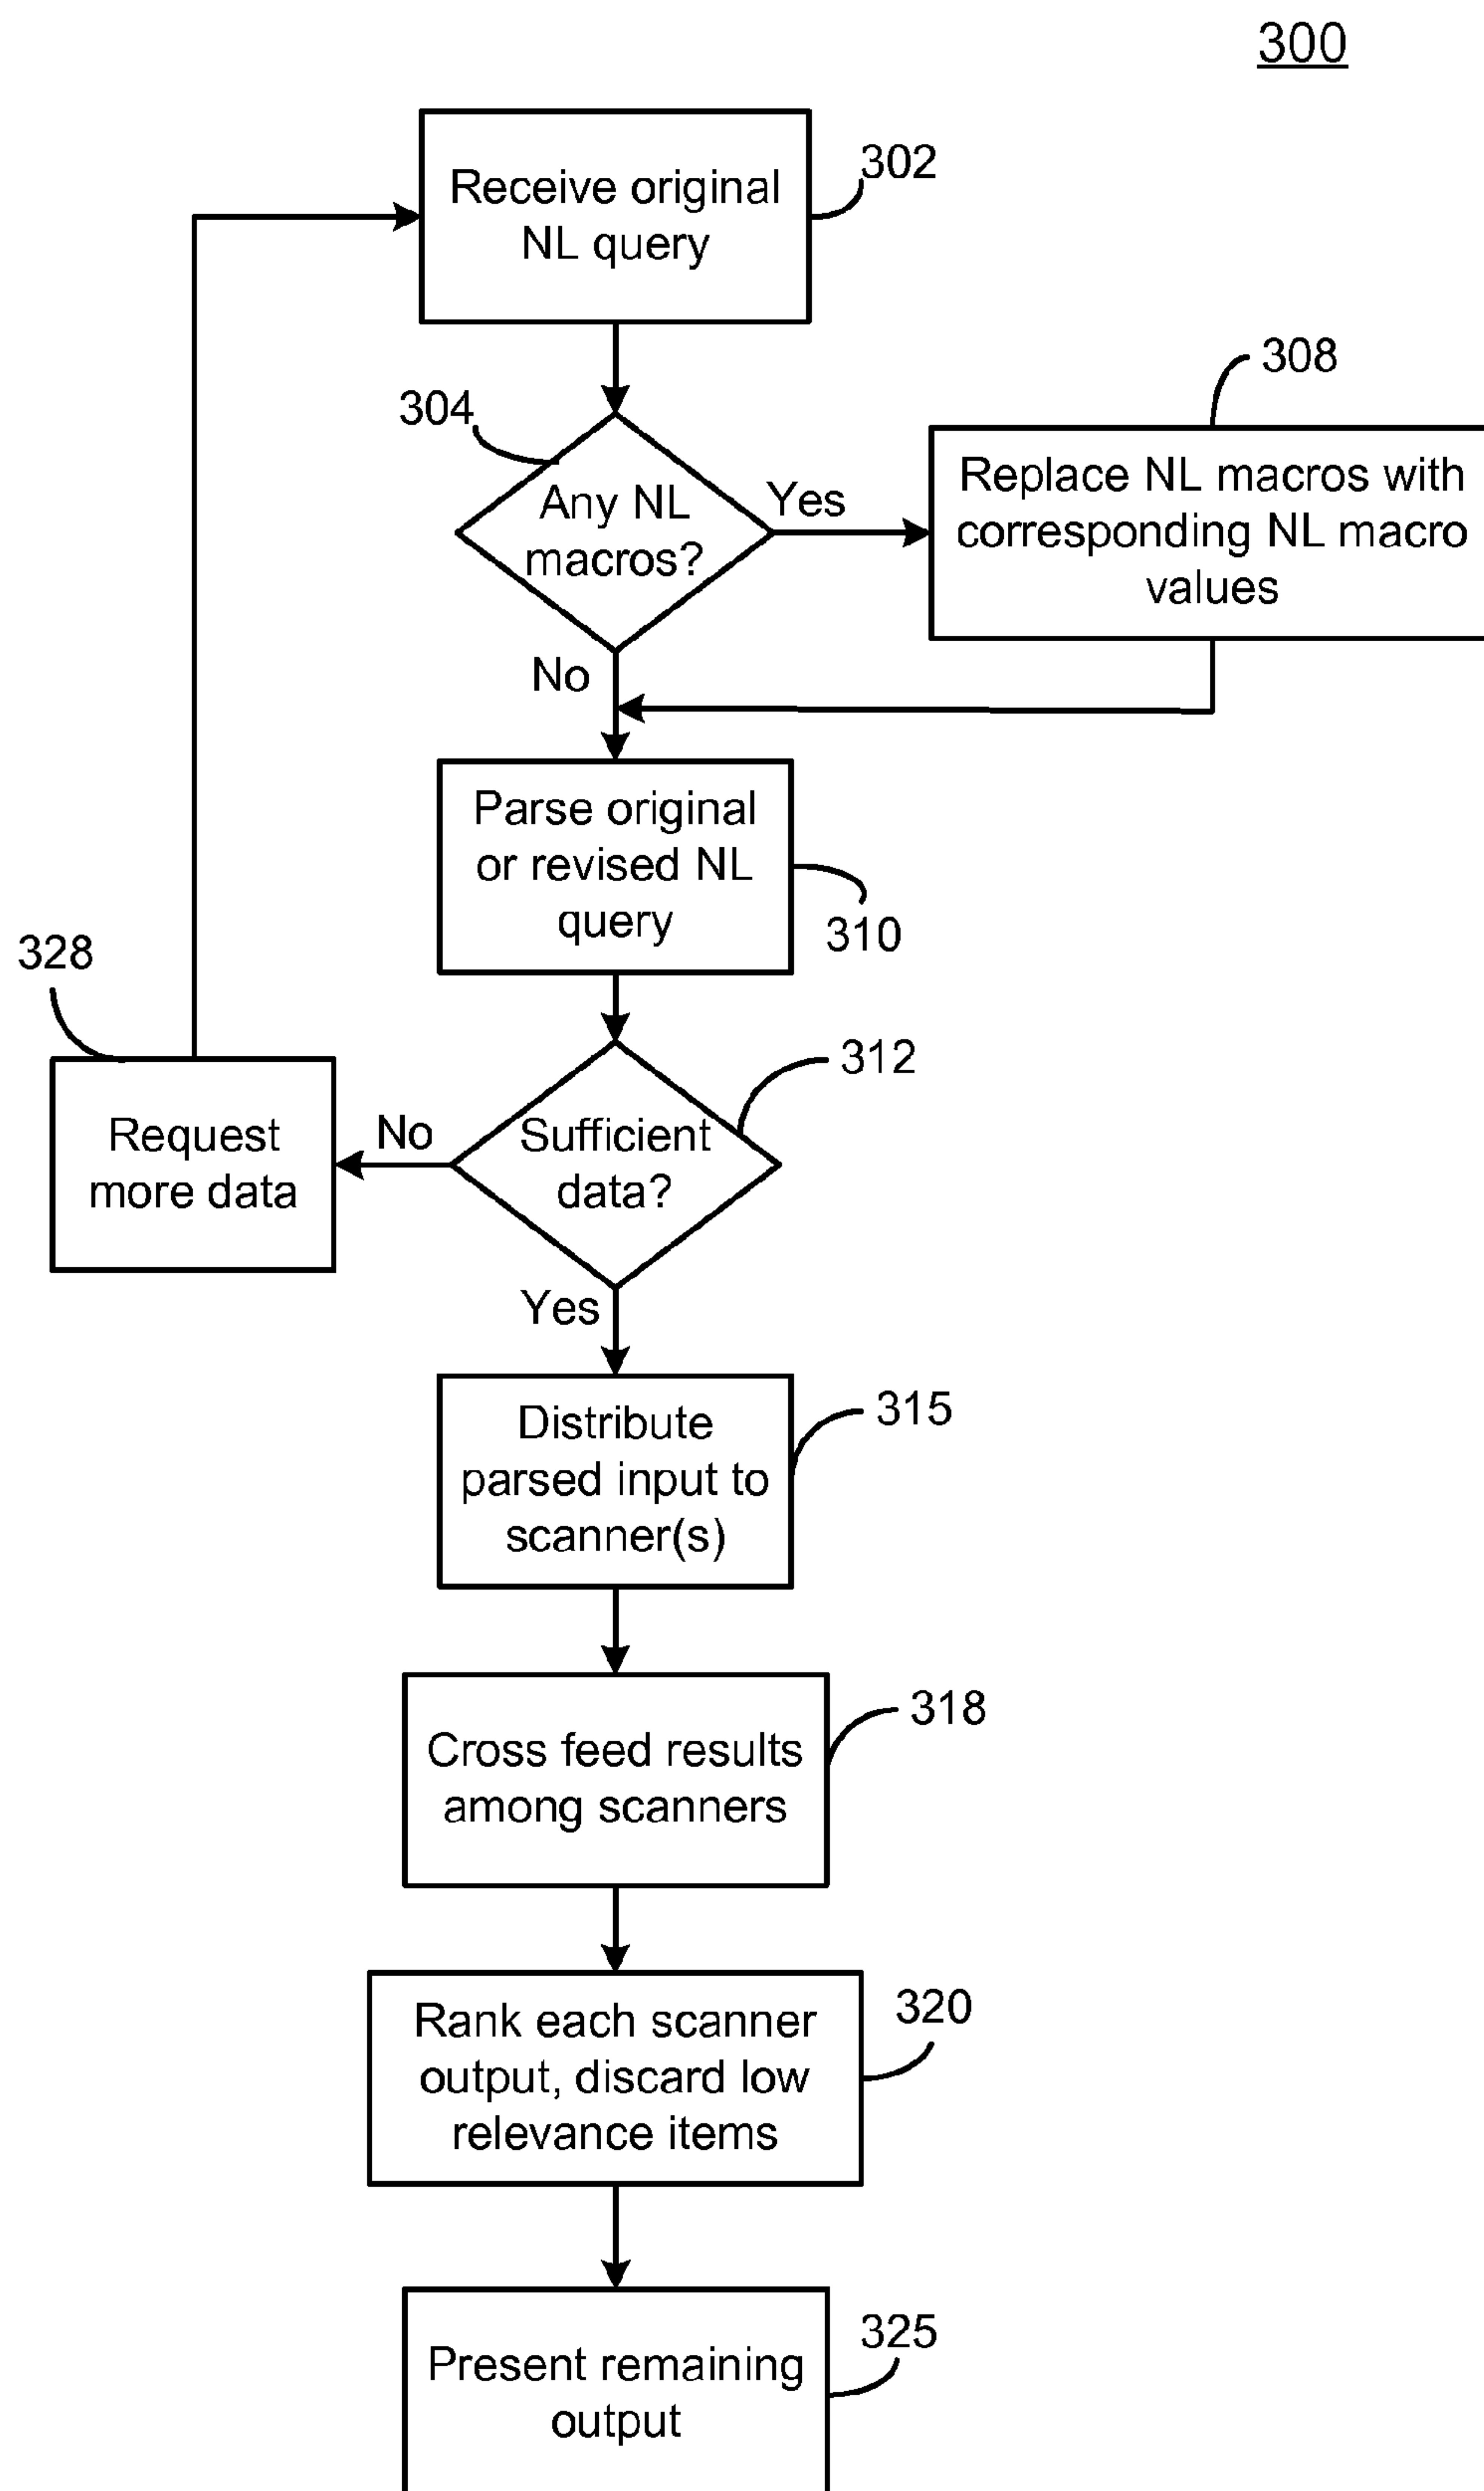 300
Receive original
NL query
302
304
Any NL
macros?
Yes
308
Replace NL macros with
corresponding NL macro
values
No
Parse original
or revised NL
query
310
328
Request
more data
No
312
Sufficient
data?
Yes
Distribute
parsed input to
scanner(s)
315
Cross feed results
among scanners
318
Rank each scanner
output, discard low
relevance items
320
Present remaining
output
325